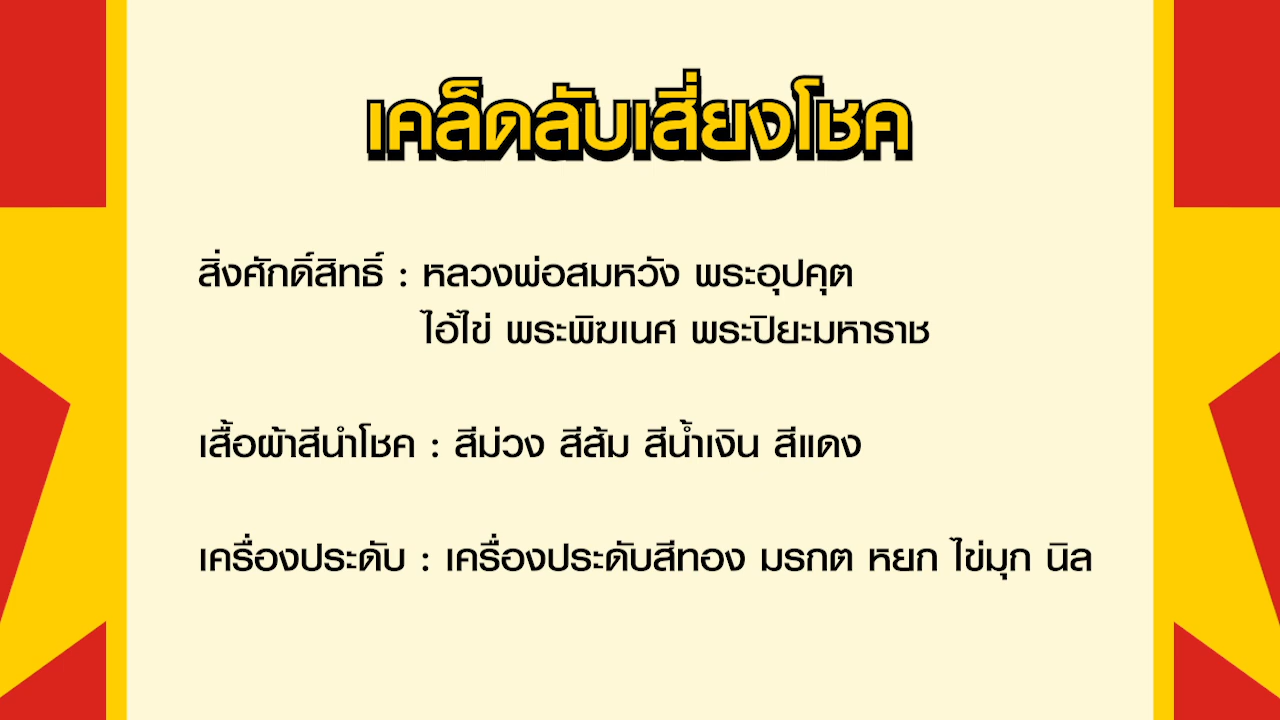 เคล็ดลับเสี่ยงโชค
สิ่งศักดิ์สิทธิ์ : หลวงพ่อสมหวัง พระอุปคุต
ไอ้ไข่ พระพิฆเนศ พระปิยะมหาราช
เสื้อผ้าสีนำโชค : สีม่วง สีส้ม สีน้ำเงิน สีแดง
เครื่องประดับ : เครื่องประดับสีทอง มรกต หยก ไข่มุก นิล